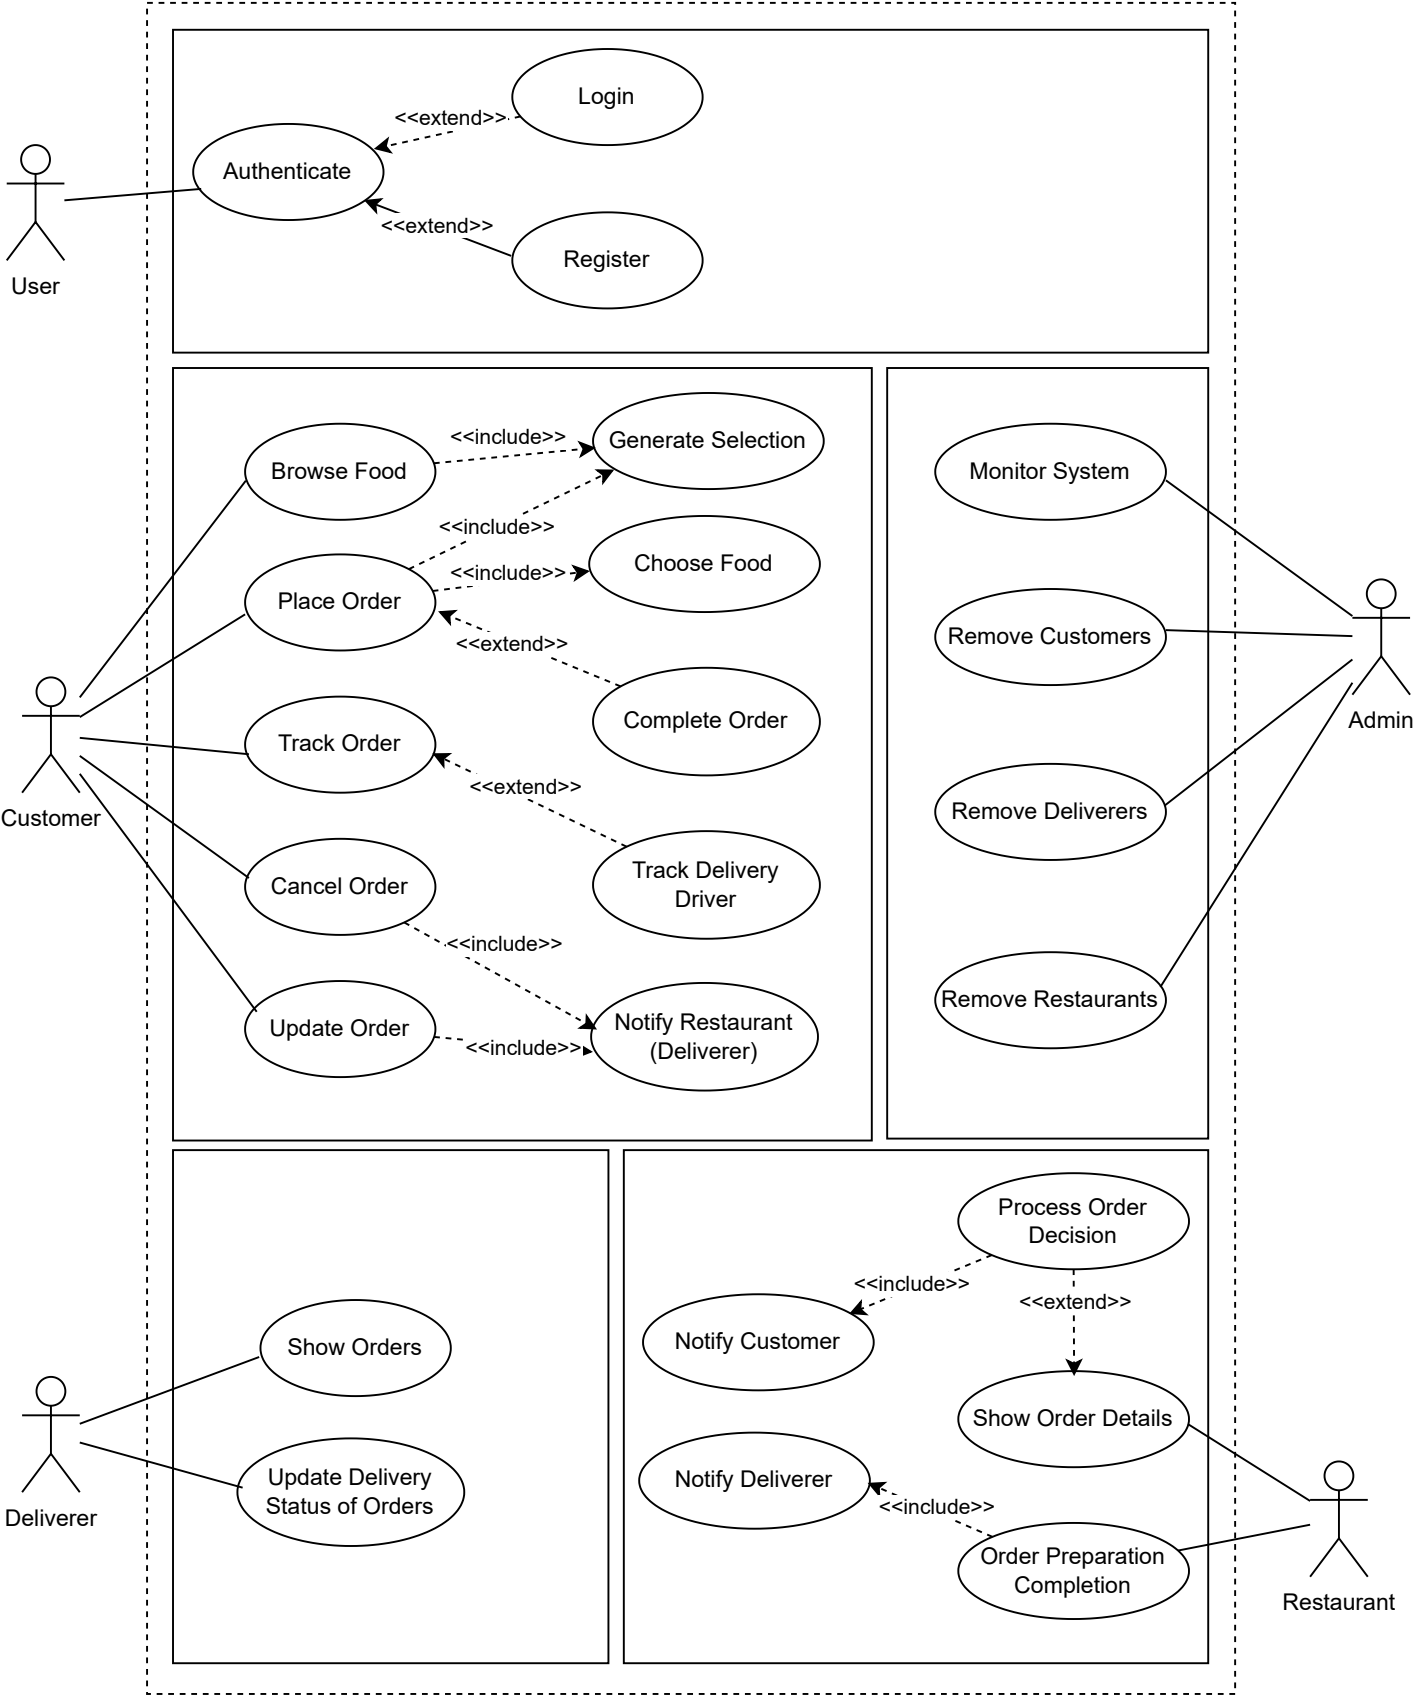 Login
<<extend>>
Authenticate
<<extend>>
Register
User
Browse Food
<<include>>
Generate Selection
<<include>>
Place Order
<<include>>
Choose Food
<<extend>>
Complete Order
Track Order
<<extend>>
Track Delivery
Driver
Customer
Cancel Order
<<include>>
Update Order
<<include>>
Notify Restaurant
(Deliverer)
Monitor System
Remove Customers
Remove Deliverers
Remove Restaurants
Admin
Show Orders
Update Delivery
Status of Orders
Deliverer
Process Order
Decision
<<include>>
<<extend>>
Notify Customer
Show Order Details
Notify Deliverer
<<include>>
Order Preparation
Completion
Restaurant